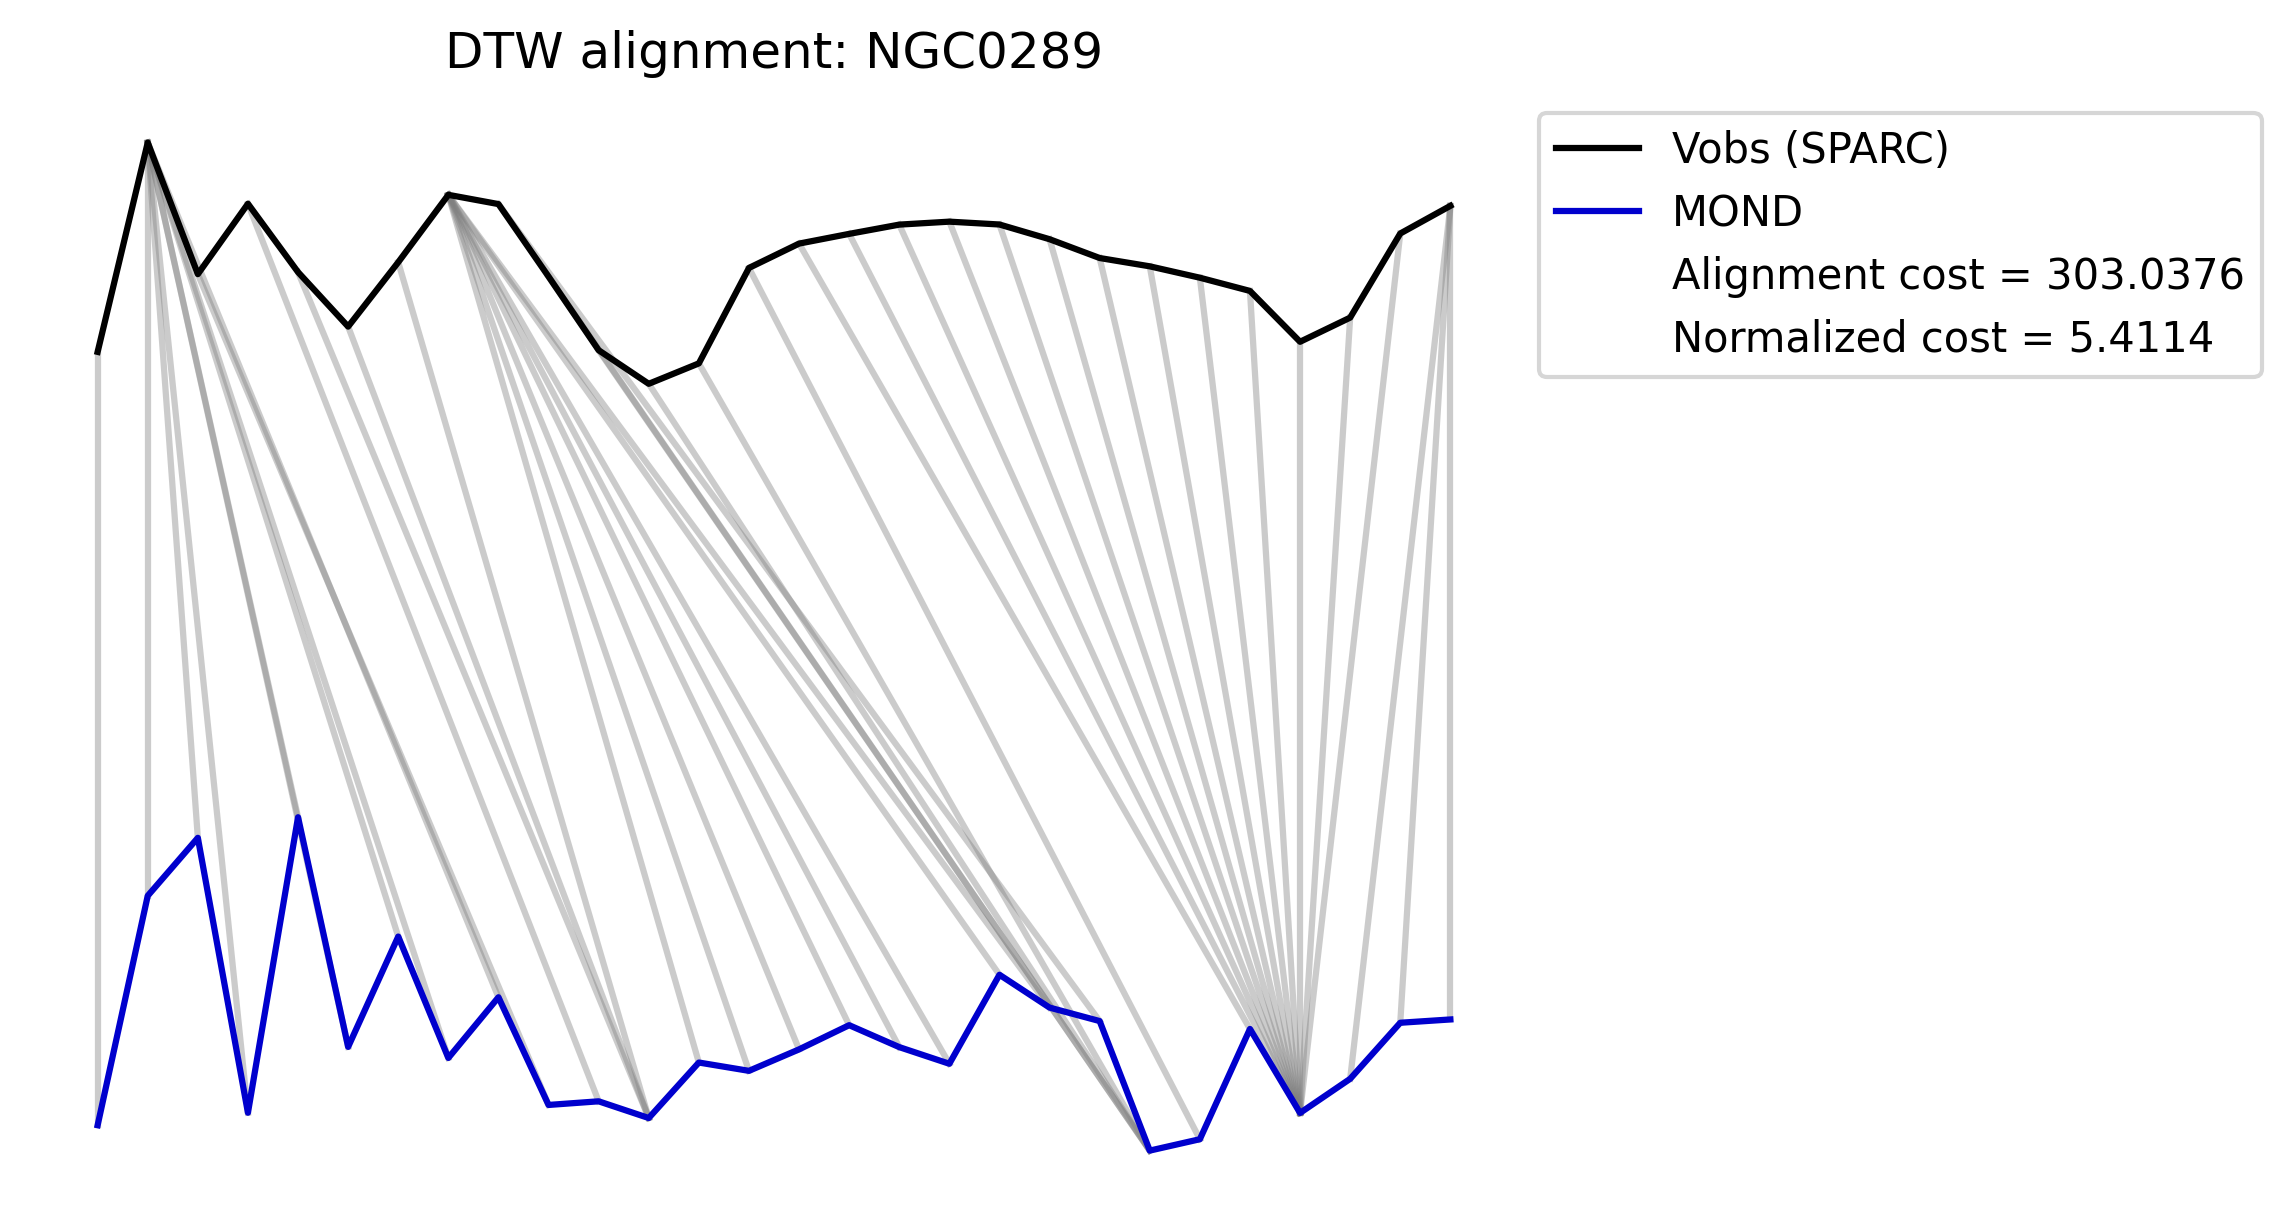 DTW alignment: NGC0289
Vobs (SPARC)
MOND
Alignment cost = 303.0376
Normalized cost = 5.4114